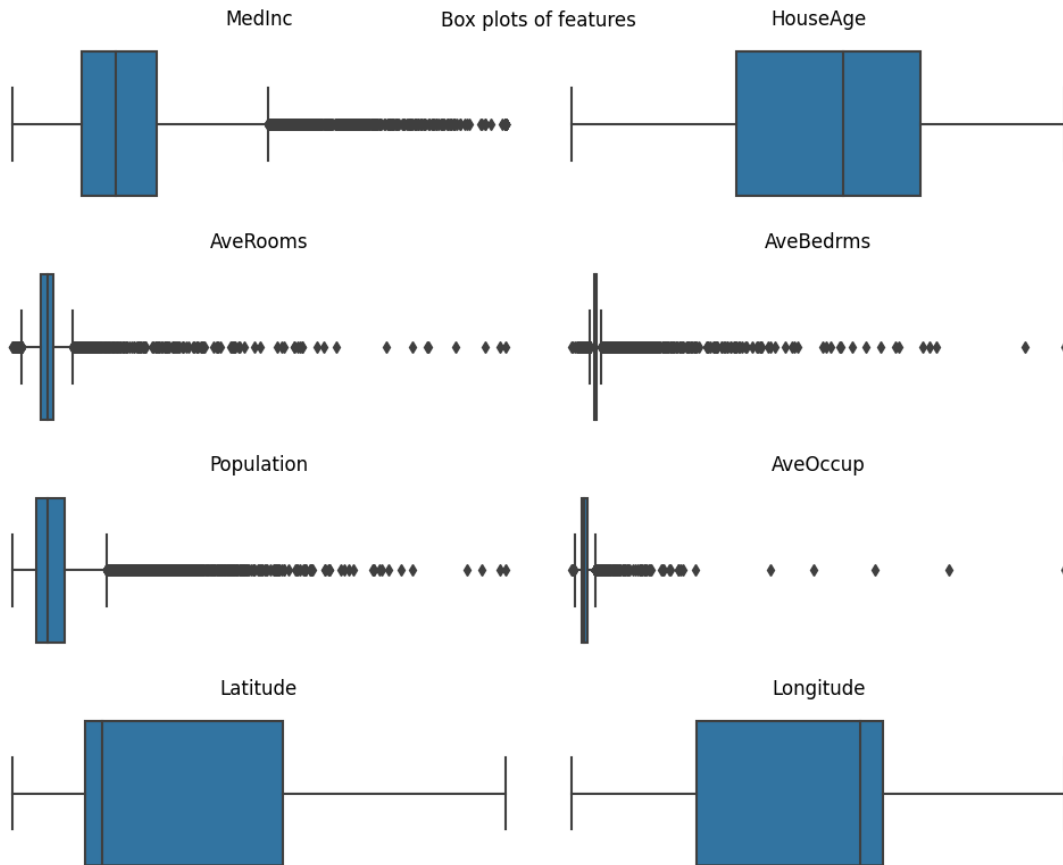 MedInc
Box plots of features
HouseAge
AveRooms
AveBedrms
Population
AveOccup
Latitude
Longitude